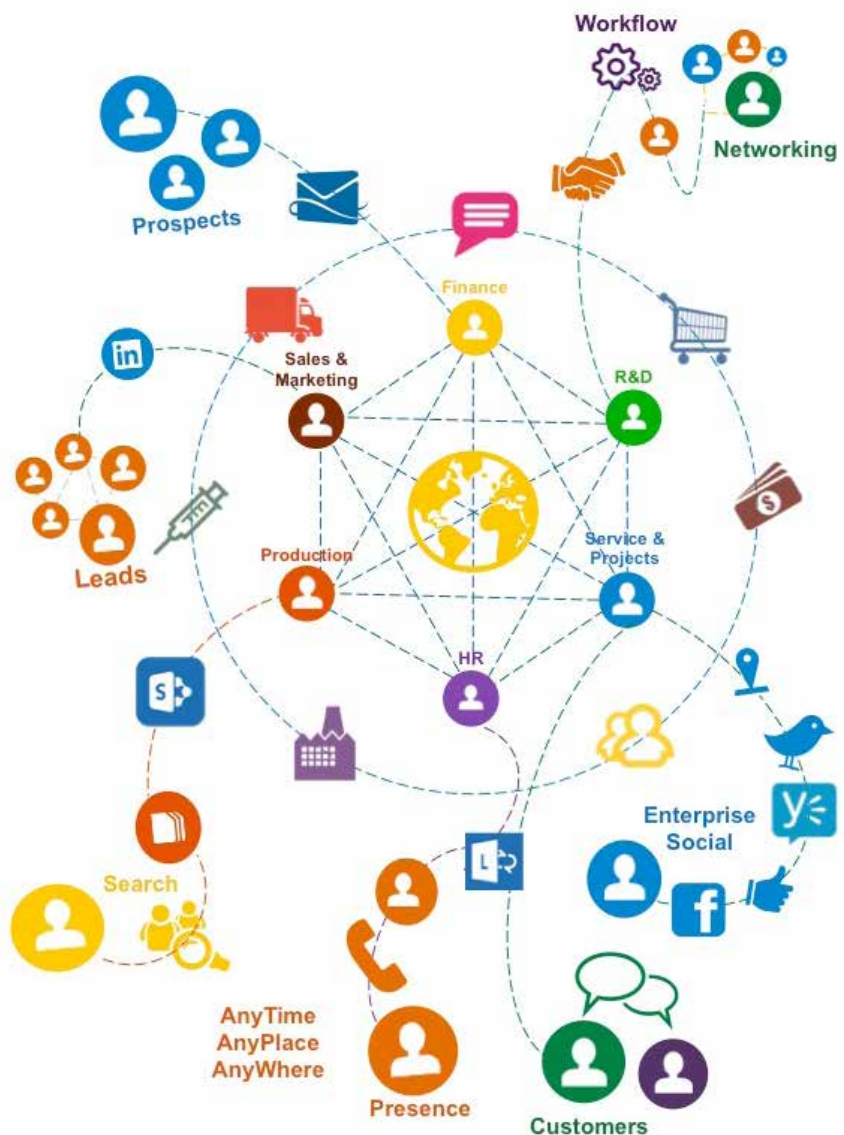 Workflow
Networking
Prospects
Finance
Sales &
Marketing
R&D
in
Leads
$
Production
Service &
Projects
HR
S
Enterprise
Social
y
L
f
Search
AnyTime
AnyPlace
AnyWhere
Presence
Customers